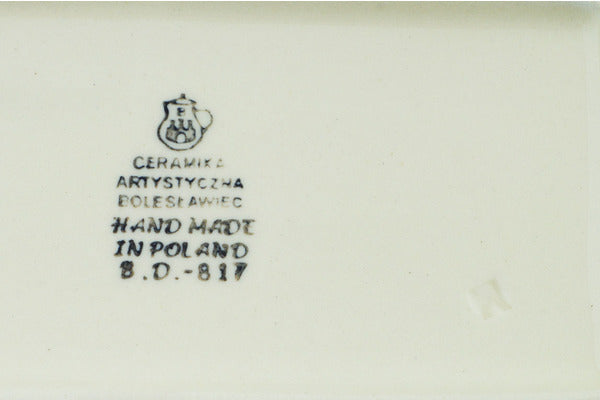 B
CERAMIKA
ARTYSTYCZNA
BOLESŁAWIEC
HAND MADE
IN POLAND
B.D.-817